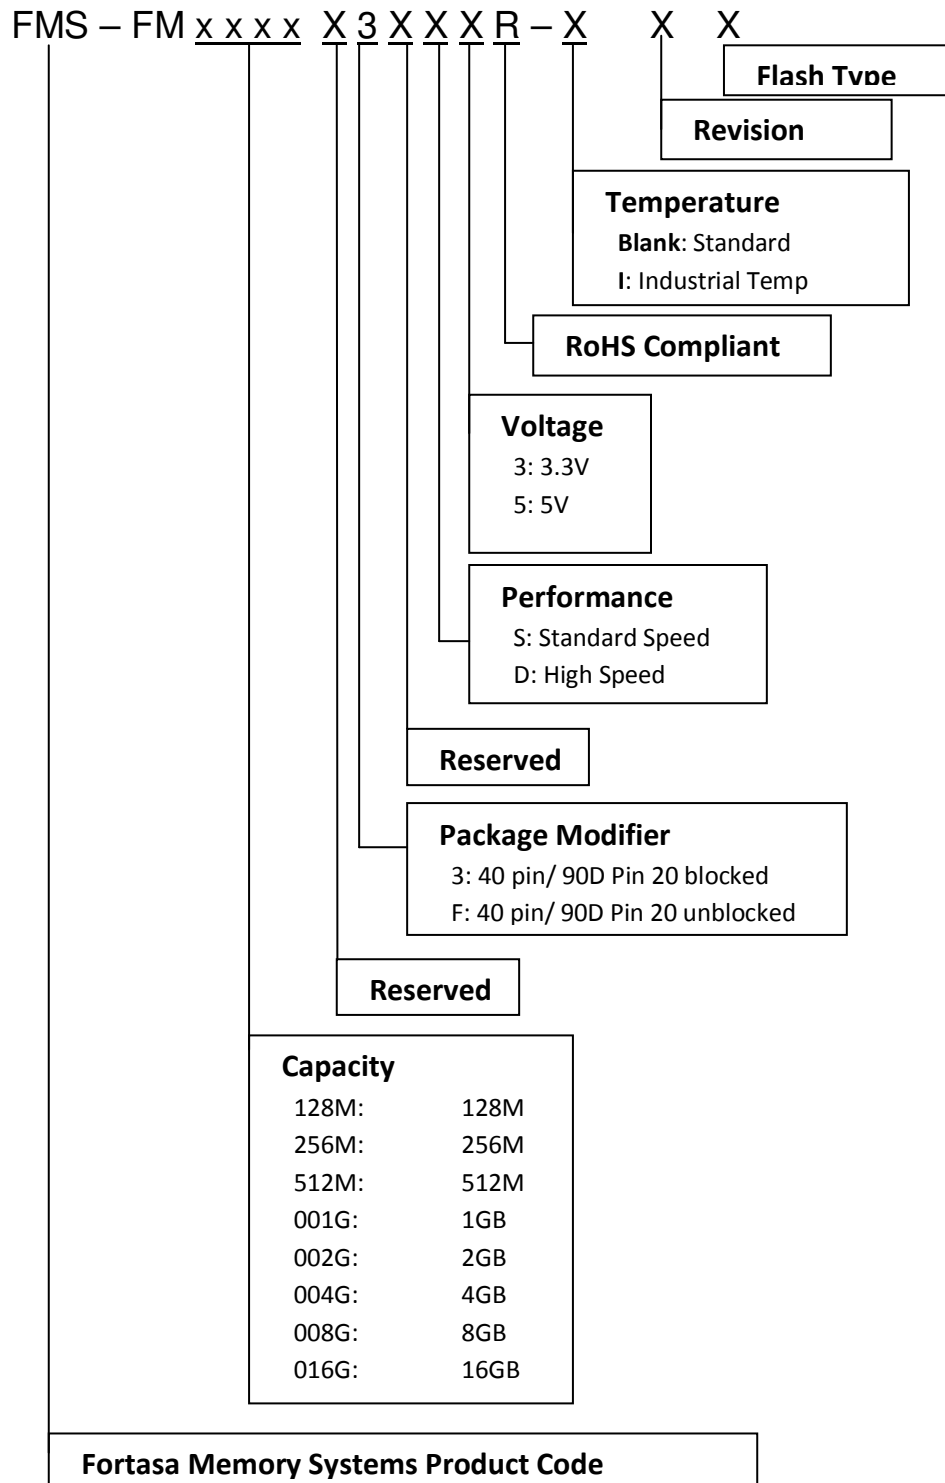 FMS – FM x x x x X 3 X X X R – X X X
Flash Type
Revision
Temperature
Blank: Standard
I: Industrial Temp
RoHS Compliant
Voltage
3: 3.3V
5: 5V
Performance
S: Standard Speed
D: High Speed
Reserved
Package Modifier
3: 40 pin/ 90D Pin 20 blocked
F: 40 pin/ 90D Pin 20 unblocked
Reserved
Capacity
128M: 128M
256M: 256M
512M: 512M
001G: 1GB
002G: 2GB
004G: 4GB
008G: 8GB
016G: 16GB
Fortasa Memory Systems Product Code